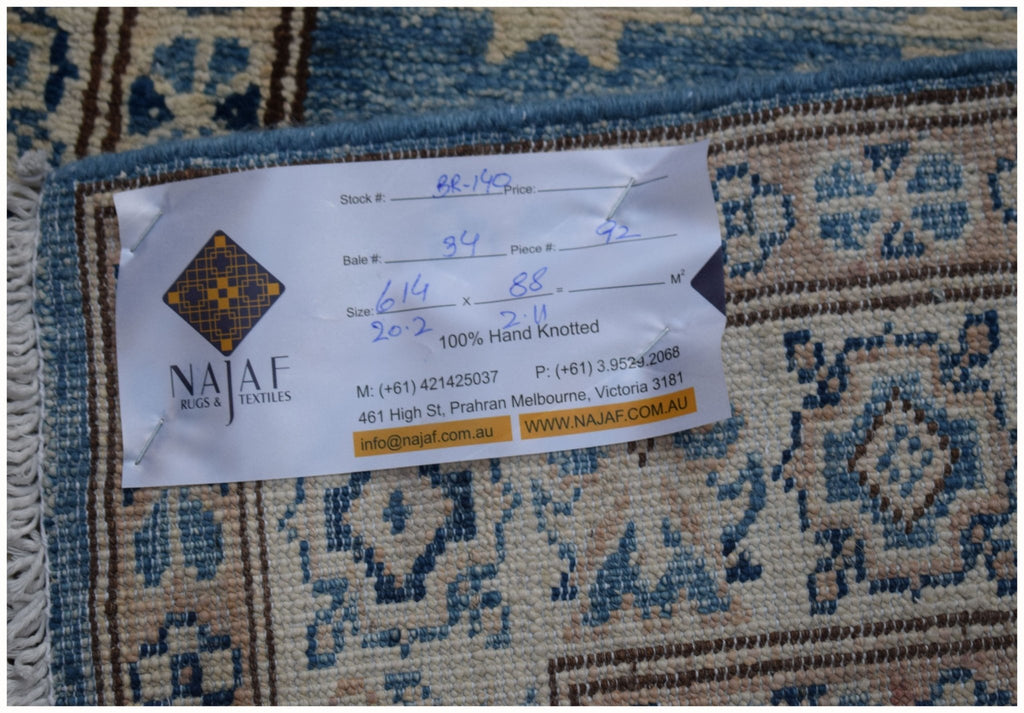 Stock #: BR-140 Price:
Bale #: 34 Piece #: 92
Size: 614 x 88 = M²
20.2 2.11
100% Hand Knotted
NAJAF
RUGS & TEXTILES
M: (+61) 421425037 P: (+61) 3.9529.2068
461 High St, Prahran Melbourne, Victoria 3181
info@najaf.com.au WWW.NAJAF.COM.AU